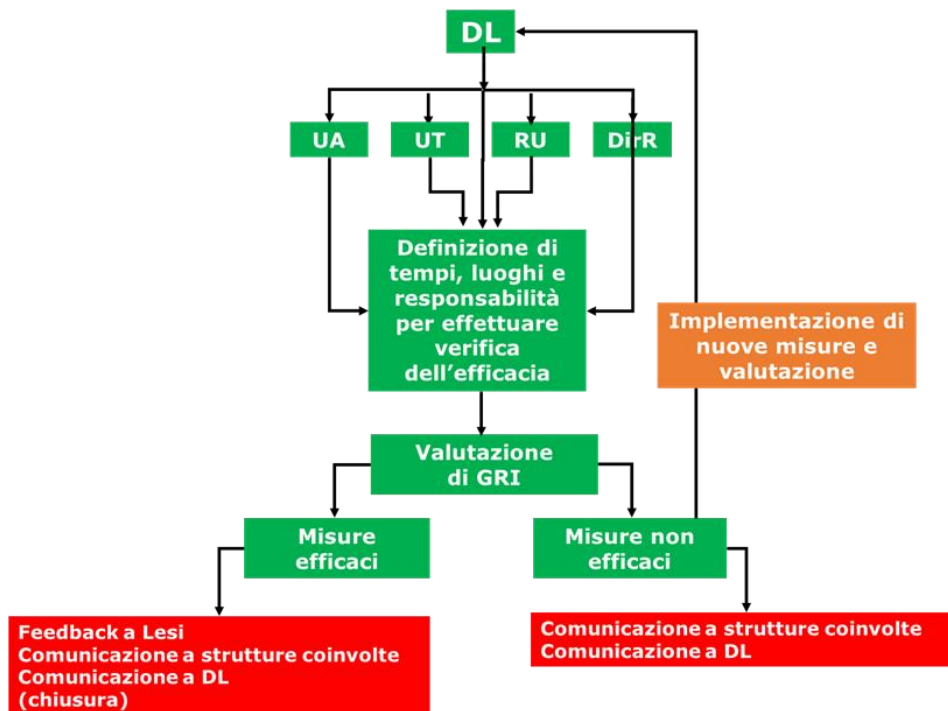 DL
UA
UT
RU
DirR
Definizione di
tempi, luoghi e
responsabilità
per effettuare
verifica
dell'efficacia
Implementazione di
nuove misure e
valutazione
Valutazione
di GRI
Misure
efficaci
Misure non
efficaci
Feedback a Lesi
Comunicazione a strutture coinvolte
Comunicazione a DL
(chiusura)
Comunicazione a strutture coinvolte
Comunicazione a DL